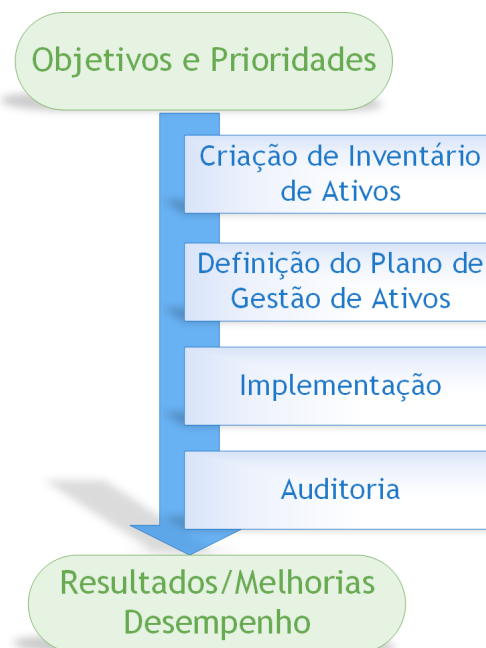 Objetivos e Prioridades
Criação de Inventário
de Ativos
Definição do Plano de
Gestão de Ativos
Implementação
Auditoria
Resultados/Melhorias
Desempenho